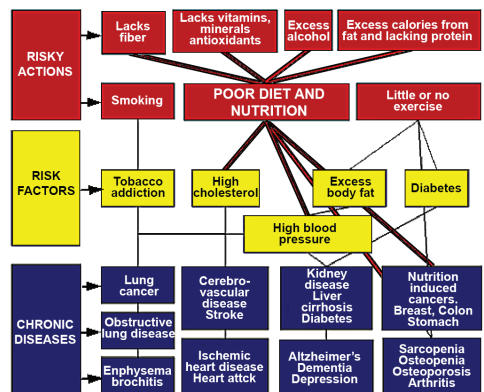 RISKY
ACTIONS
Lacks
fiber
Lacks vitamins,
minerals
antioxidants
Excess
alcohol
Excess calories from
fat and lacking protein
Smoking
POOR DIET AND
NUTRITION
Little or no
exercise
RISK
FACTORS
Tobacco
addiction
High
cholesterol
Excess
body fat
Diabetes
High blood
pressure
CHRONIC
DISEASES
Lung
cancer
Cerebro-
vascular
disease
Stroke
Kidney
disease
Liver
cirrhosis
Diabetes
Nutrition
induced
cancers.
Breast, Colon
Stomach
Obstructive
lung disease
Ischemic
heart disease
Heart attck
Altzheimer's
Dementia
Depression
Sarcopenia
Osteopenia
Osteoporosis
Arthritis
Enphysema
brochitis